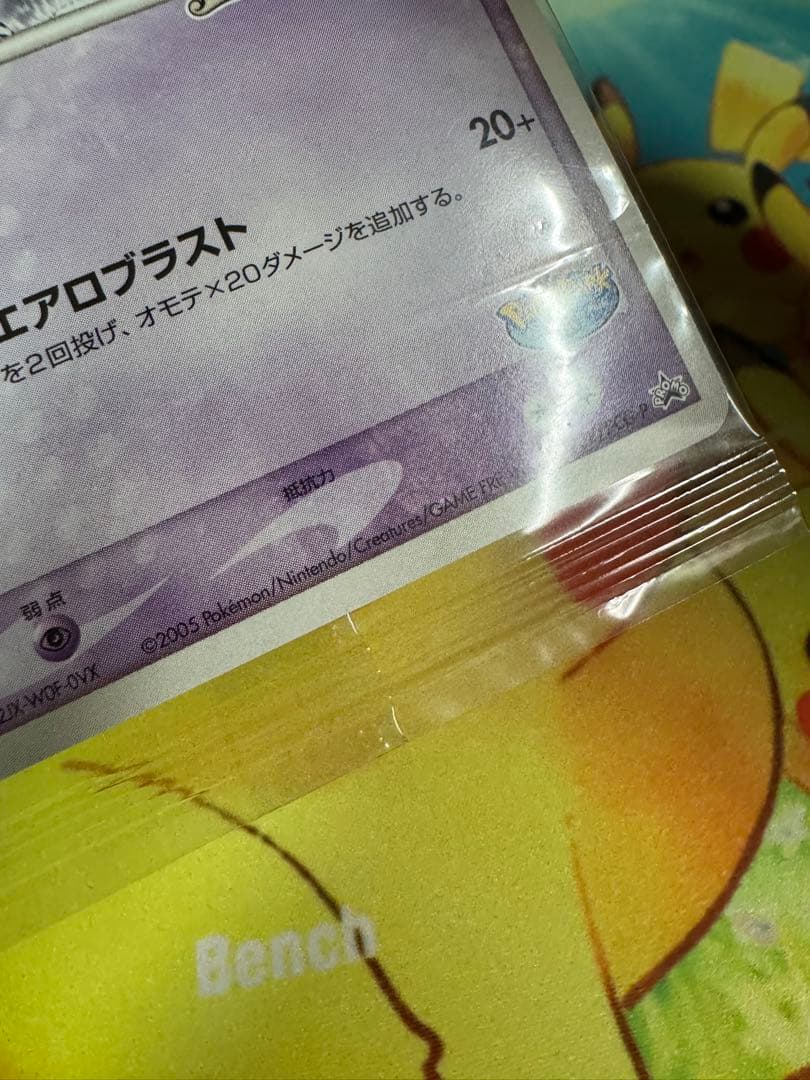 20+
エアロブラスト
を2回投げ、オモテ×20ダメージを追加する。
PokéPark
PROMO
抵抗力
弱点
©2005 Pokémon/Nintendo/Creatures/GAME FR
Bench